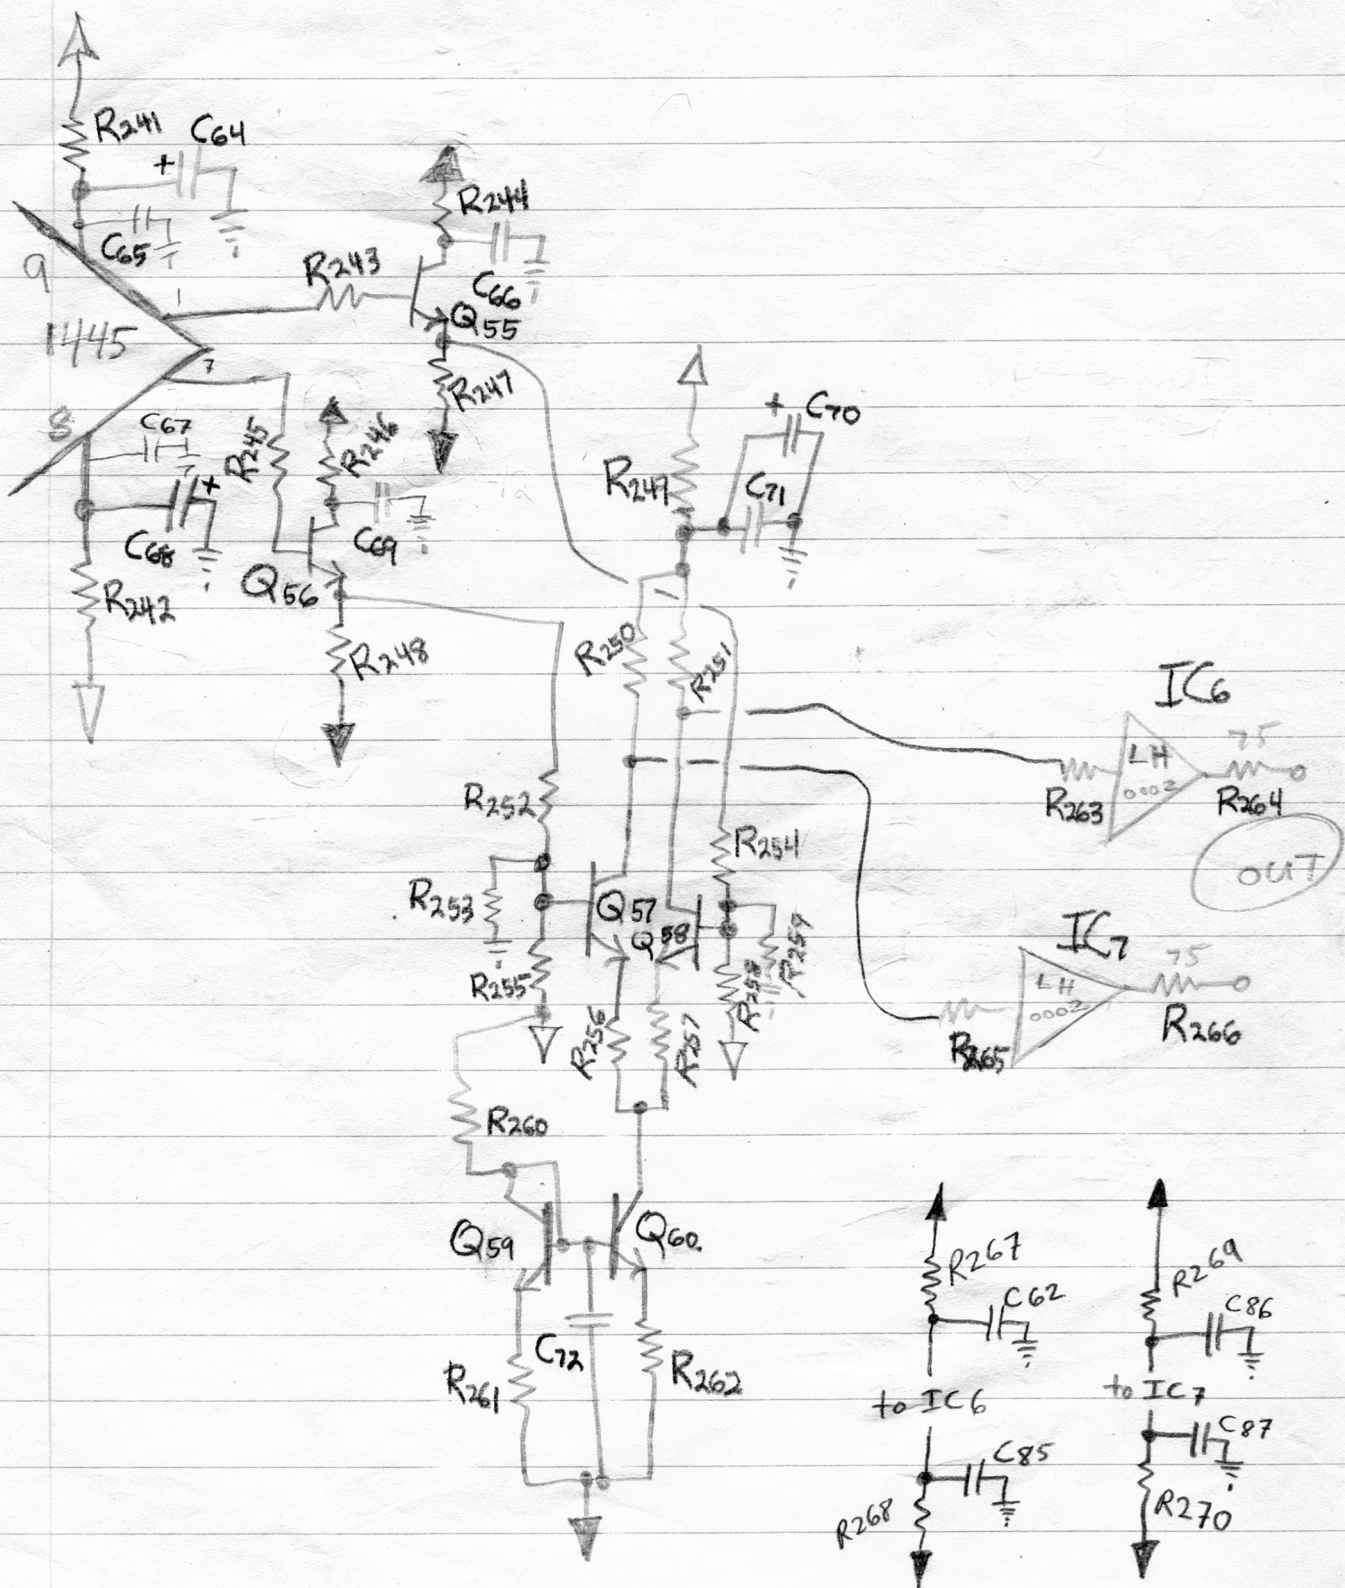 R241
C64
+
R244
C65
9
R243
C66
1
Q55
1445
7
R247
+
C70
8
C67
R245
R246
R249
+
C71
C68
C69
Q56
R242
R250
R248
R251
IC6
75
LH
0002
R252
R263
R264
R254
OUT
R253
Q57
Q58
IC7
R259
75
R255
R258
LH
0002
R256
R257
R265
R266
R260
Q59
Q60.
R267
R269
C62
C86
C72
R261
R262
to IC6
to IC7
C87
C85
R268
R270